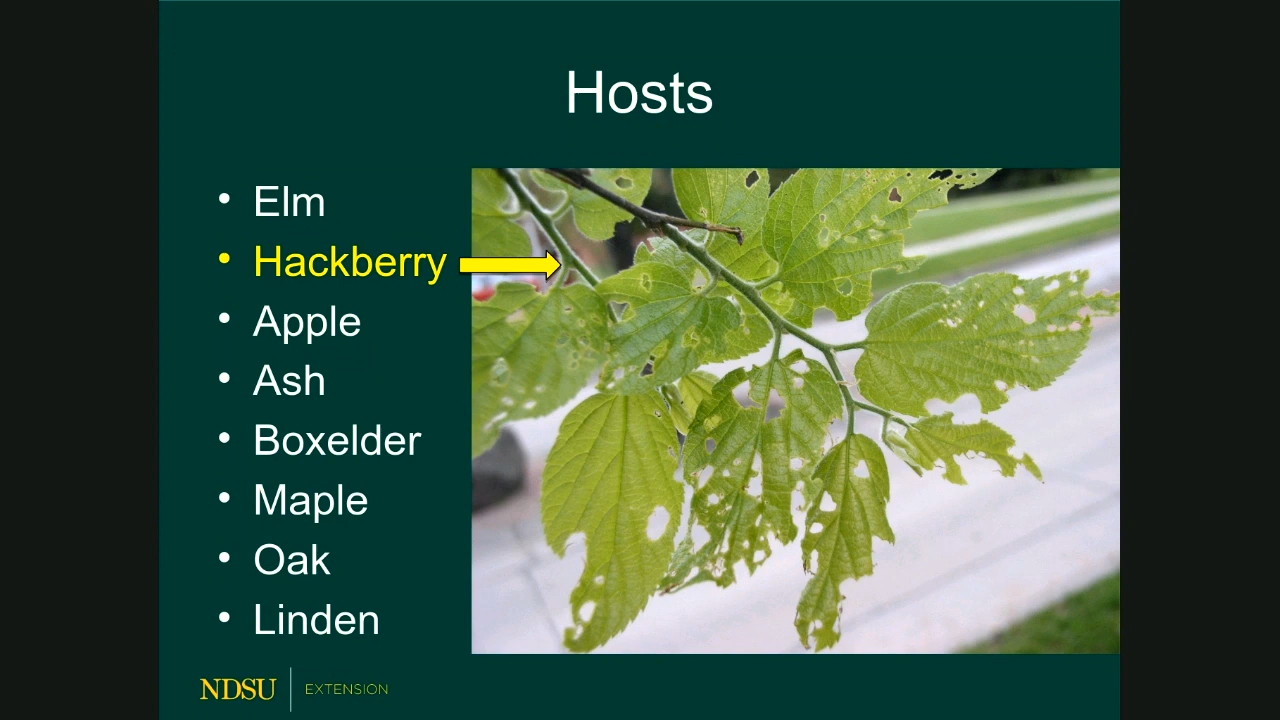 Hosts
• Elm
• Hackberry
• Apple
• Ash
• Boxelder
• Maple
• Oak
• Linden
NDSU | EXTENSION